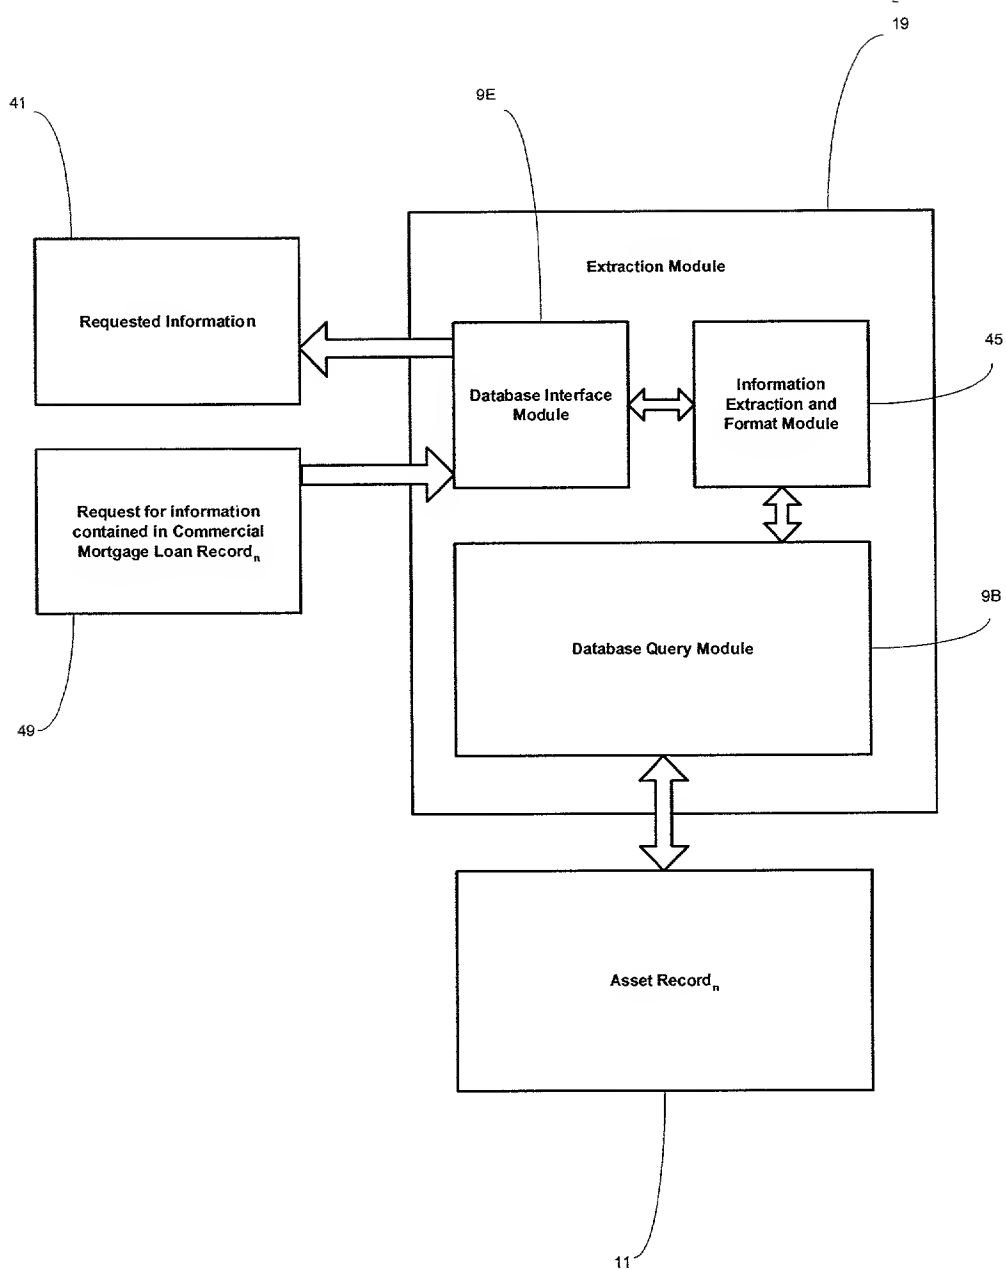 19
9E
41
Extraction Module
Requested Information
45
Database Interface
Module
Information
Extraction and
Format Module
Request for information
contained in Commercial
Mortgage Loan Recordn
9B
Database Query Module
49
Asset Recordn
11